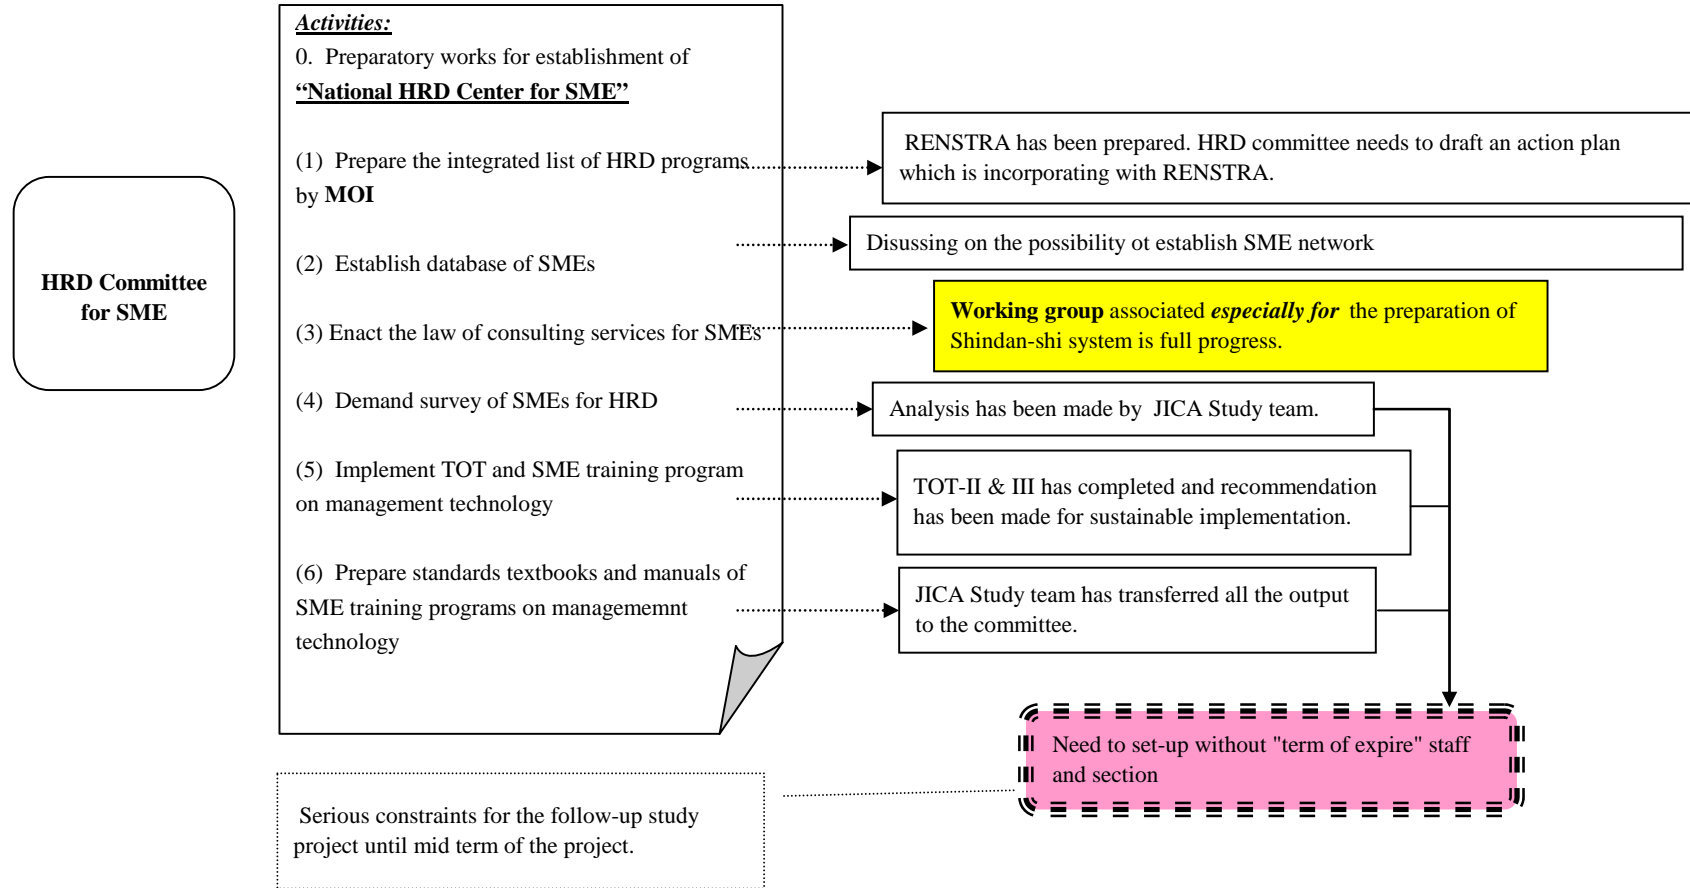 HRD Committee
for SME
Activities:
0. Preparatory works for establishment of
“National HRD Center for SME”
(1) Prepare the integrated list of HRD programs
by MOI
(2) Establish database of SMEs
(3) Enact the law of consulting services for SMEs
(4) Demand survey of SMEs for HRD
(5) Implement TOT and SME training program
on management technology
(6) Prepare standards textbooks and manuals of
SME training programs on managememnt
technology
RENSTRA has been prepared. HRD committee needs to draft an action plan
which is incorporating with RENSTRA.
Disussing on the possibility ot establish SME network
Working group associated especially for the preparation of
Shindan-shi system is full progress.
Analysis has been made by JICA Study team.
TOT-II & III has completed and recommendation
has been made for sustainable implementation.
JICA Study team has transferred all the output
to the committee.
Need to set-up without "term of expire" staff
and section
Serious constraints for the follow-up study
project until mid term of the project.